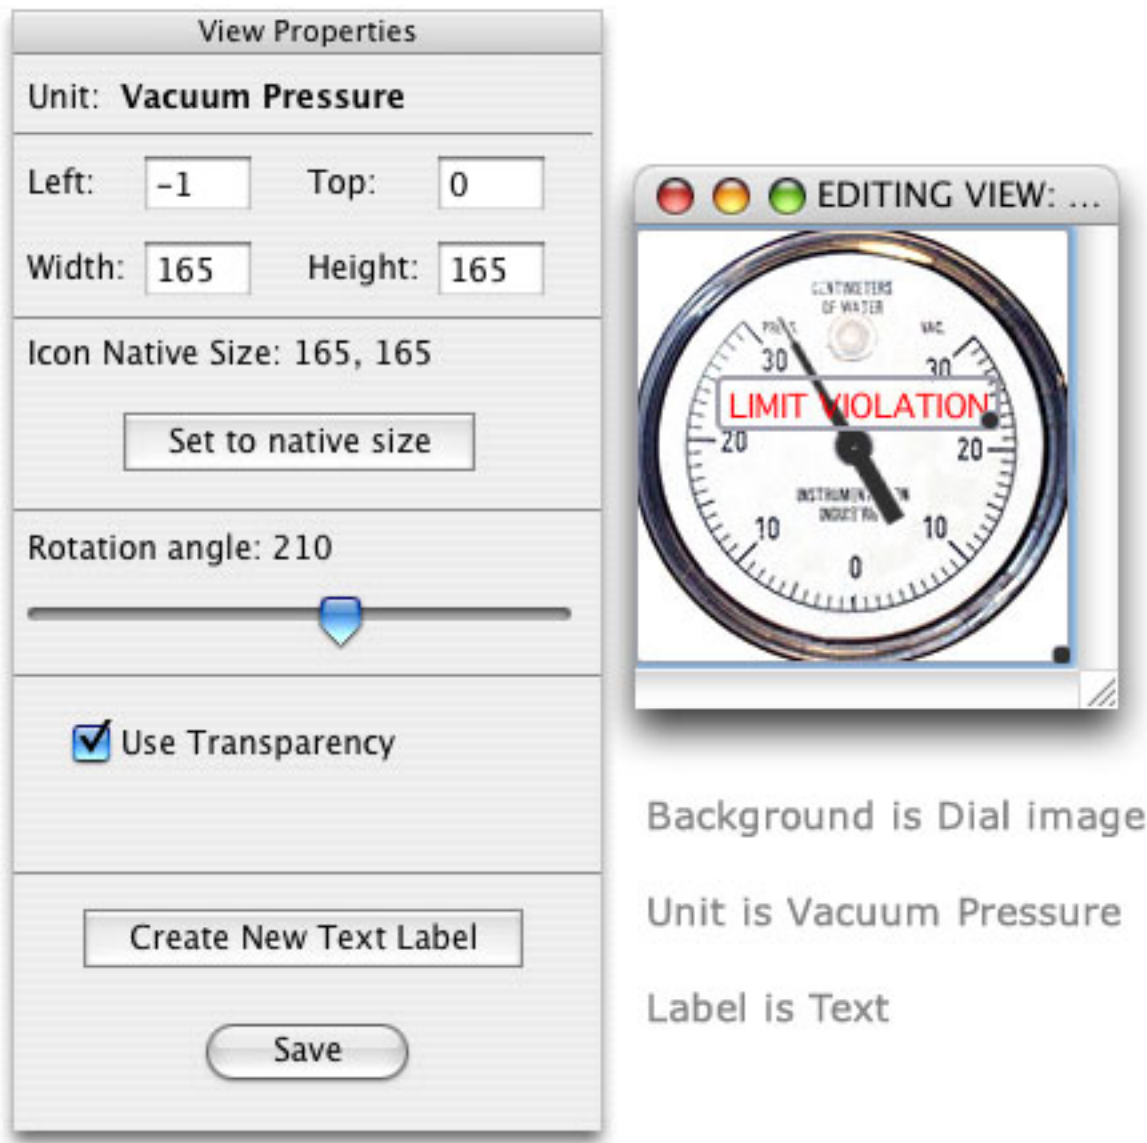 View Properties
Unit: Vacuum Pressure
Left: -1 Top: 0
Width: 165 Height: 165
Icon Native Size: 165, 165
Set to native size
Rotation angle: 210
Use Transparency
Create New Text Label
Save
EDITING VIEW: ...
CENTIMETERS
OF WATER
PRESS. VAC.
30 30
LIMIT VIOLATION
20 20
10 10
0
Background is Dial image
Unit is Vacuum Pressure
Label is Text